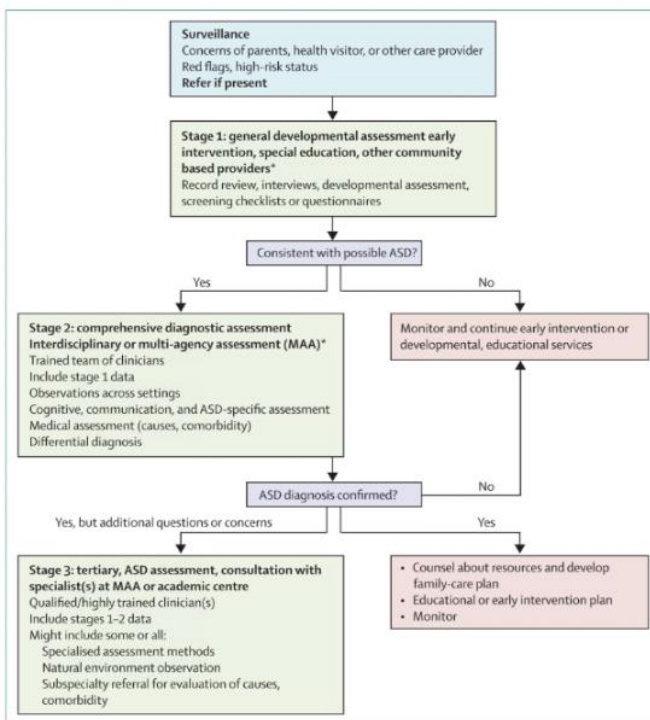 Surveillance
Concerns of parents, health visitor, or other care provider
Red flags, high-risk status
Refer if present
Stage 1: general developmental assessment early
intervention, special education, other community
based providers*
Record review, interviews, developmental assessment,
screening checklists or questionnaires
Consistent with possible ASD?
Yes
No
Stage 2: comprehensive diagnostic assessment
Interdisciplinary or multi-agency assessment (MAA)*
Trained team of clinicians
Include stage 1 data
Observations across settings
Cognitive, communication, and ASD-specific assessment
Medical assessment (causes, comorbidity)
Differential diagnosis
Monitor and continue early intervention or
developmental, educational services
ASD diagnosis confirmed?
No
Yes, but additional questions or concerns
Yes
Stage 3: tertiary, ASD assessment, consultation with
specialist(s) at MAA or academic centre
Qualified/highly trained clinician(s)
Include stages 1–2 data
Might include some or all:
Specialised assessment methods
Natural environment observation
Subspecialty referral for evaluation of causes,
comorbidity
• Counsel about resources and develop
family-care plan
• Educational or early intervention plan
• Monitor